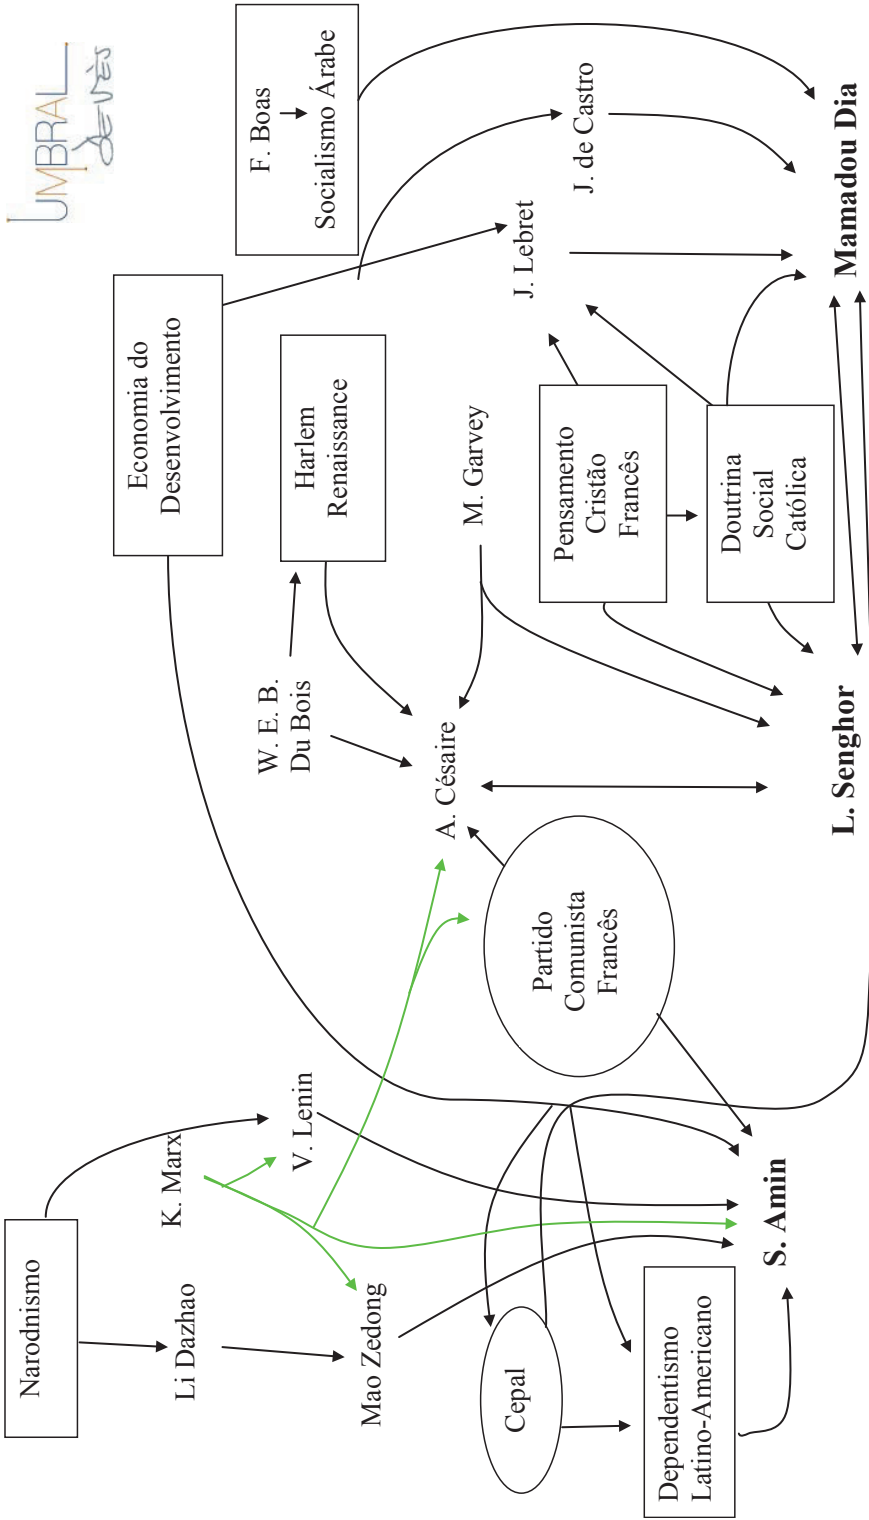 UMBRAL
DEVÈS
Narodnismo
K. Marx
Li Dazhao
V. Lenin
Mao Zedong
Cepal
Dependentismo
Latino-Americano
S. Amin
Economia do
Desenvolvimento
W. E. B.
Du Bois
Harlem
Renaissance
A. Césaire
M. Garvey
Partido
Comunista
Francês
Pensamento
Cristão
Francês
Doutrina
Social
Católica
L. Senghor
F. Boas
Socialismo Árabe
J. Lebret
J. de Castro
Mamadou Dia